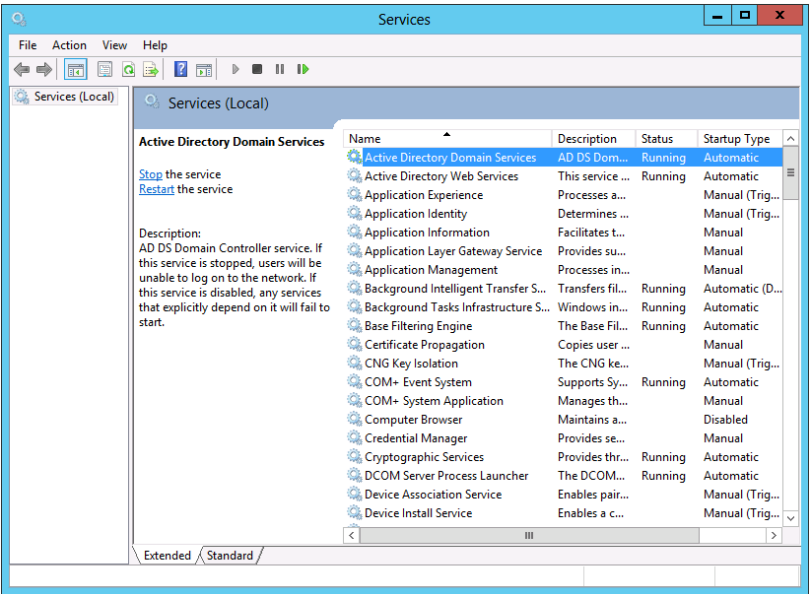 Services
File Action View Help
Services (Local)
Services (Local)
Active Directory Domain Services
Stop the service
Restart the service
Description:
AD DS Domain Controller service. If
this service is stopped, users will be
unable to log on to the network. If
this service is disabled, any services
that explicitly depend on it will fail to
start.
Name Description Status Startup Type
Active Directory Domain Services AD DS Dom... Running Automatic
Active Directory Web Services This service ... Running Automatic
Application Experience Processes a... Manual (Trig...
Application Identity Determines ... Manual (Trig...
Application Information Facilitates t... Manual
Application Layer Gateway Service Provides su... Manual
Application Management Processes in... Manual
Background Intelligent Transfer S... Transfers fil... Running Automatic (D...
Background Tasks Infrastructure S... Windows in... Running Automatic
Base Filtering Engine The Base Fil... Running Automatic
Certificate Propagation Copies user ... Manual
CNG Key Isolation The CNG ke... Manual (Trig...
COM+ Event System Supports Sy... Running Automatic
COM+ System Application Manages th... Manual
Computer Browser Maintains a... Disabled
Credential Manager Provides se... Manual
Cryptographic Services Provides thr... Running Automatic
DCOM Server Process Launcher The DCOM... Running Automatic
Device Association Service Enables pair... Manual (Trig...
Device Install Service Enables a c... Manual (Trig...
Extended Standard